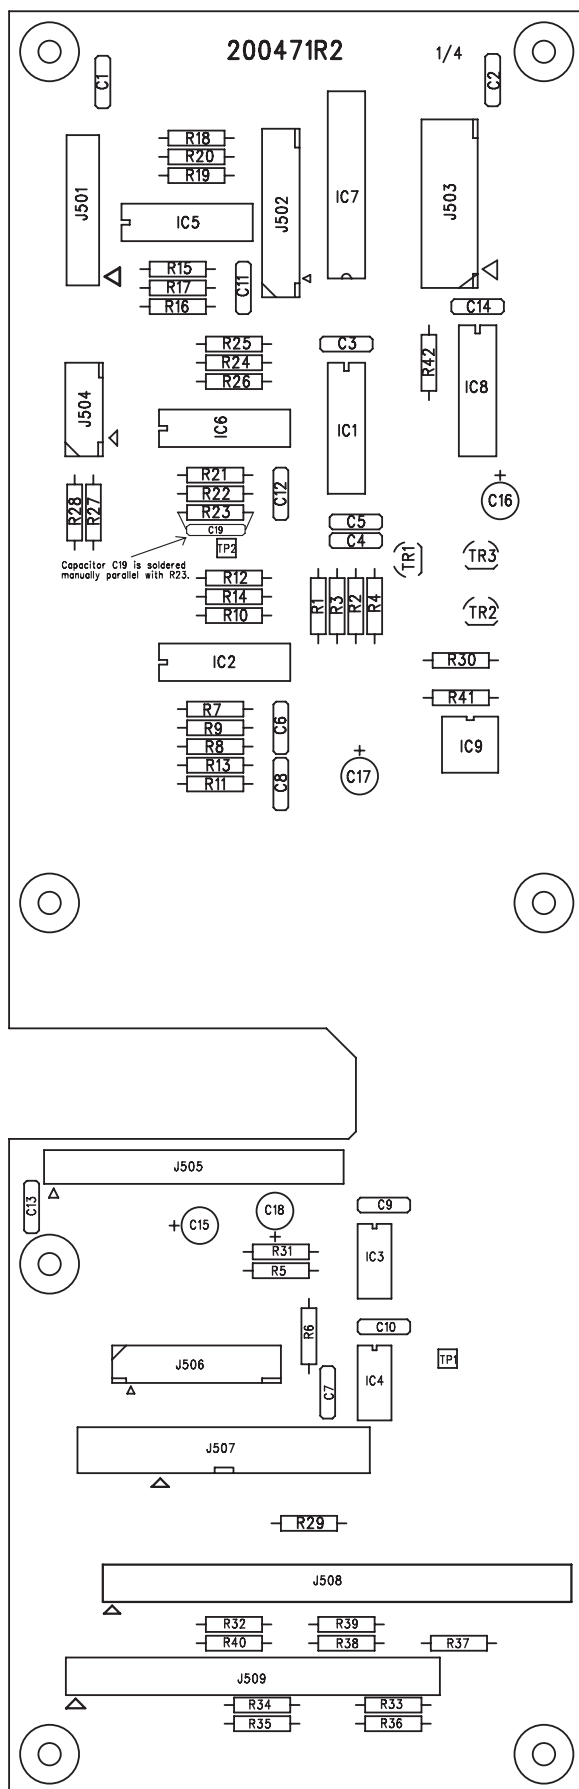 200471R2
1/4
C1
C2
R18
R20
R19
J501
J502
IC7
J503
IC5
R15
R17
R16
C11
C14
R25
R24
R26
C3
R42
IC8
J504
IC6
IC1
R21
R22
R23
C19
C12
TP2
R28
R27
+
C16
C5
C4
Capacitor C19 is soldered
manually parallel with R23.
TR1
TR3
R12
R14
R10
R1
R3
R2
R4
TR2
IC2
R30
R41
R7
R9
R8
R13
R11
C6
C8
+
C17
IC9
J505
C13
+
C15
C18
+
C9
R31
R5
IC3
R6
C10
J506
C7
IC4
TP1
J507
R29
J508
R32
R39
R40
R38
R37
J509
R34
R33
R35
R36